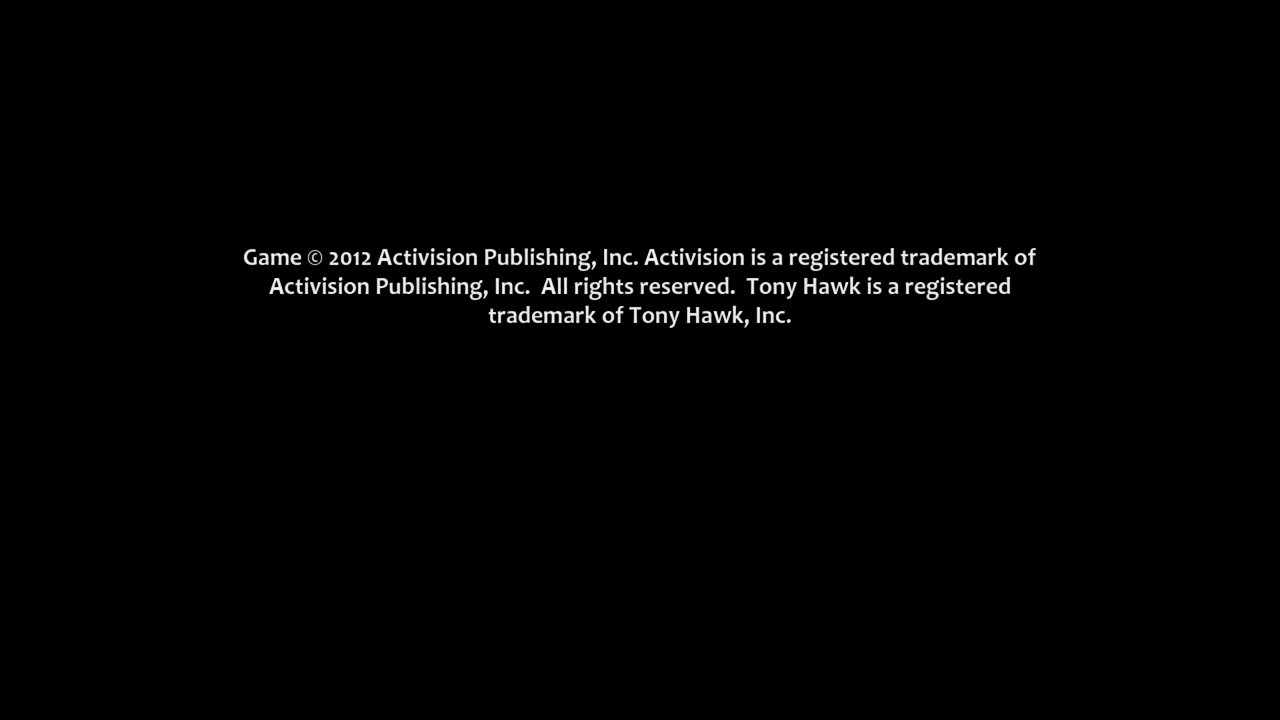 Game © 2012 Activision Publishing, Inc. Activision is a registered trademark of
Activision Publishing, Inc.  All rights reserved.  Tony Hawk is a registered
trademark of Tony Hawk, Inc.